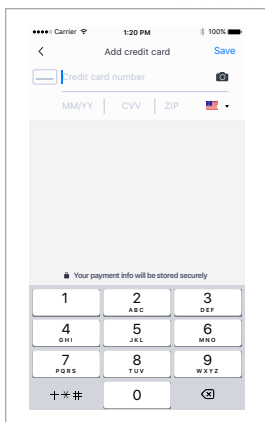 Carrier 1:20 PM 100%
Add credit card Save
Credit card number
MM/YY CVV ZIP
Your payment info will be stored securely
1 2 3
ABC DEF
4 5 6
GHI JKL MNO
7 8 9
PQRS TUV WXYZ
+*# 0